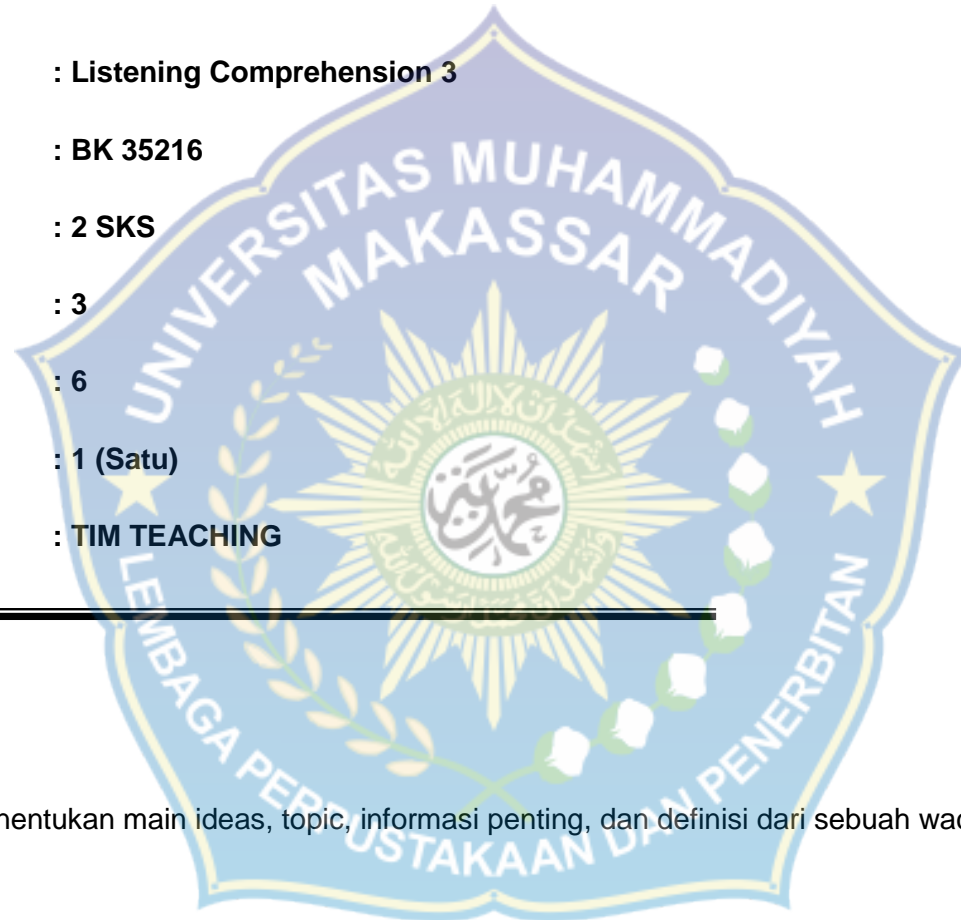 : Listening Comprehension 3
: BK 35216
: 2 SKS
: 3
: 6
: 1 (Satu)
: TIM TEACHING
UNIVERSITAS MUHAMMADIYAH
MAKASSAR
LEMBAGA PERPUSTAKAAN DAN PENERBITAN
nentukan main ideas, topic, informasi penting, dan definisi dari sebuah wac